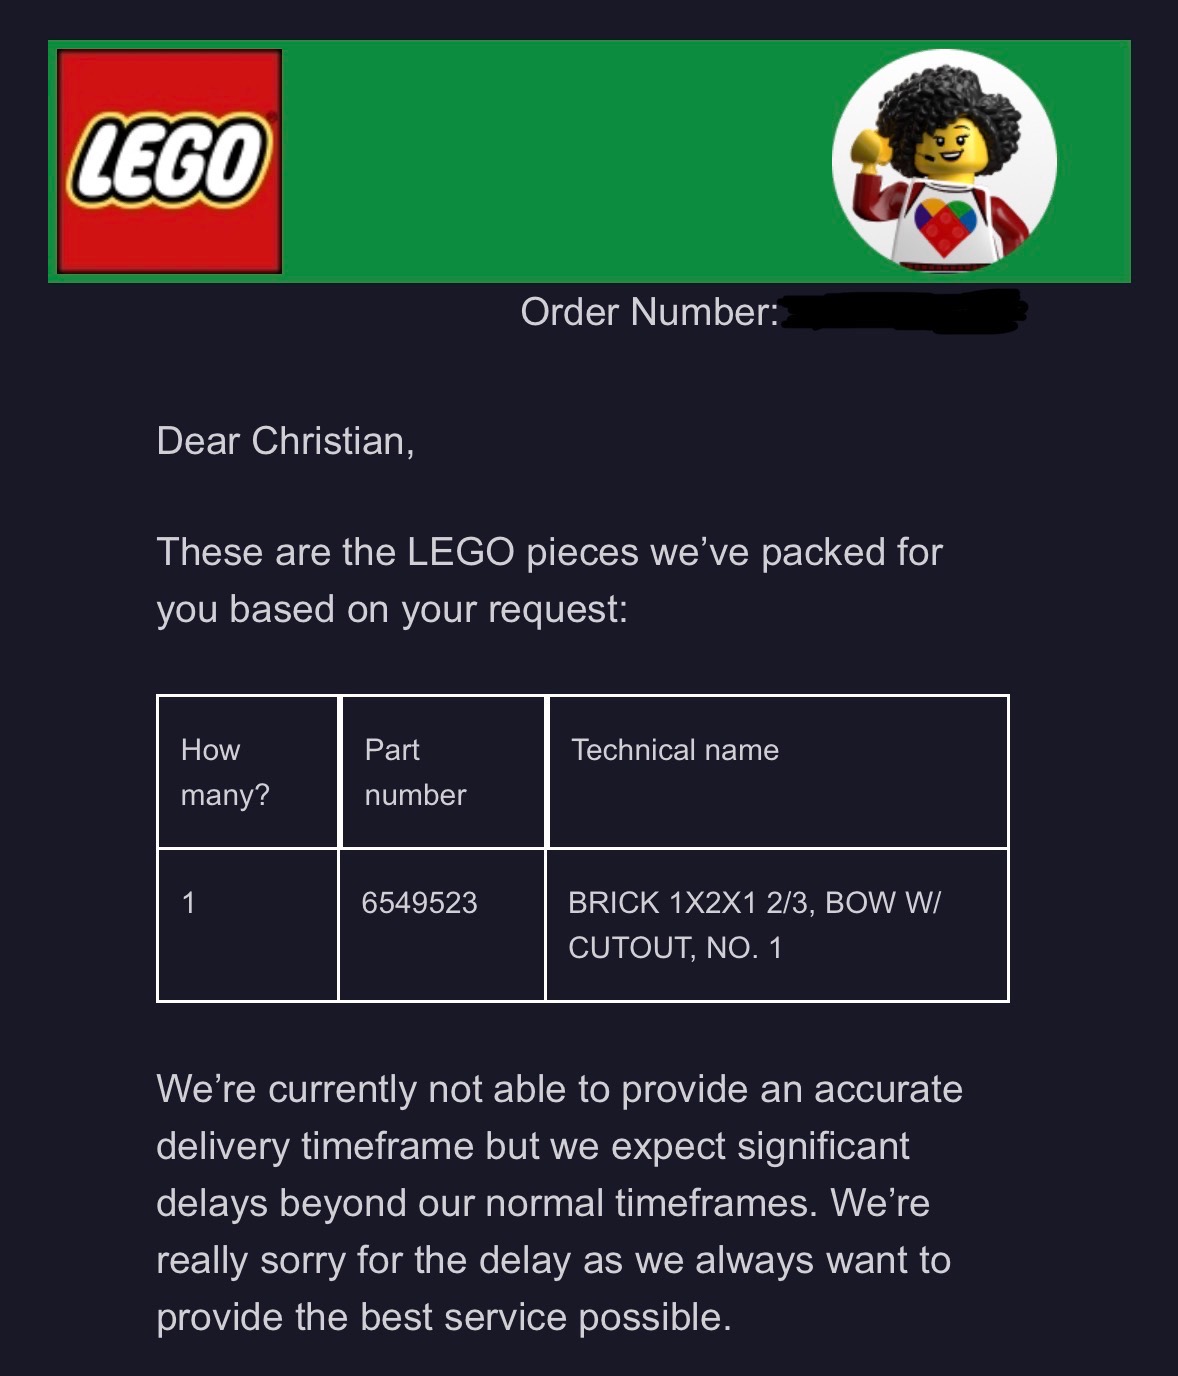 LEGO
Order Number:
Dear Christian,
These are the LEGO pieces we’ve packed for
you based on your request:
How
many?
Part
number
Technical name
1
6549523
BRICK 1X2X1 2/3, BOW W/
CUTOUT, NO. 1
We’re currently not able to provide an accurate
delivery timeframe but we expect significant
delays beyond our normal timeframes. We’re
really sorry for the delay as we always want to
provide the best service possible.